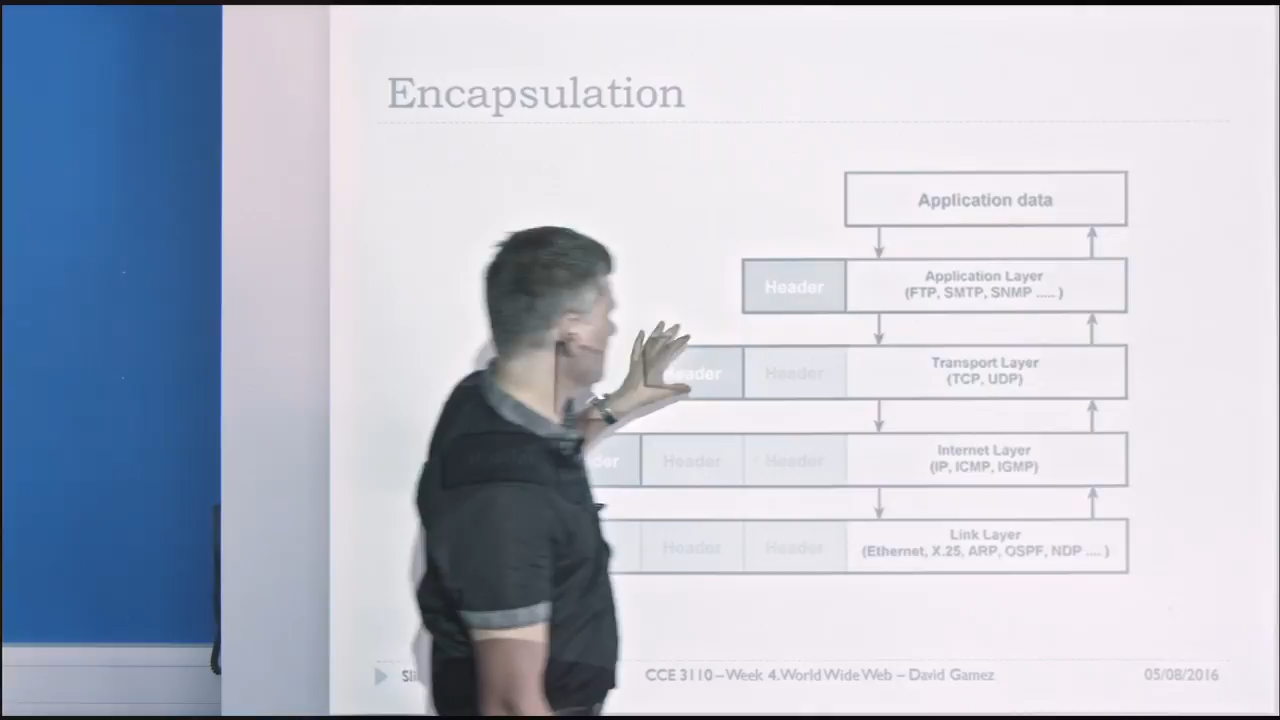 Encapsulation
Application data
Header
Application Layer
(FTP, SMTP, SNMP ..... )
Header Header
Transport Layer
(TCP, UDP)
Header Header
Internet Layer
(IP, ICMP, IGMP)
Header Header
Link Layer
(Ethernet, X.25, ARP, OSPF, NDP .... )
CCE 3110 – Week 4.World Wide Web – David Gamez
05/08/2016